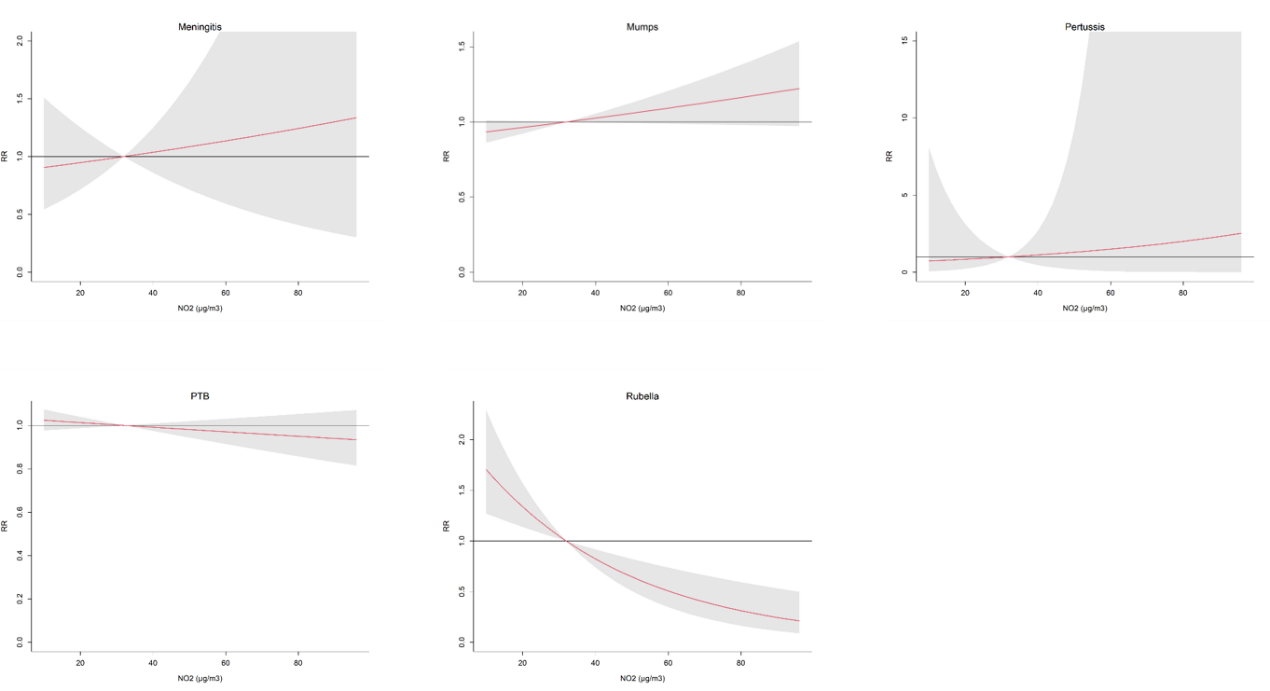 Meningitis
RR
0.0 0.5 1.0 1.5 2.0
20 40 60 80
NO2 (µg/m3)
Mumps
RR
0.0 0.5 1.0 1.5
20 40 60 80
NO2 (µg/m3)
Pertussis
RR
0 5 10 15
20 40 60 80
NO2 (µg/m3)
PTB
RR
0.0 0.2 0.4 0.6 0.8 1.0
20 40 60 80
NO2 (µg/m3)
Rubella
RR
0.0 0.5 1.0 1.5 2.0
20 40 60 80
NO2 (µg/m3)